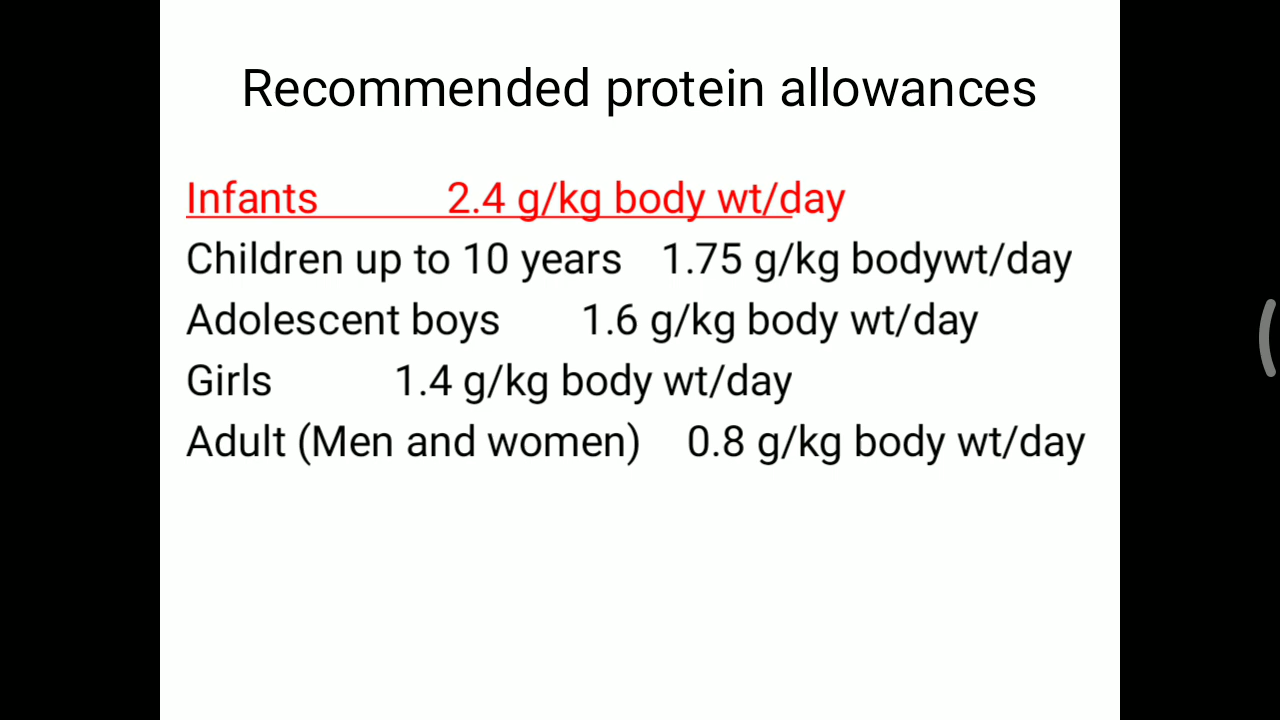 Recommended protein allowances
Infants 2.4 g/kg body wt/day
Children up to 10 years 1.75 g/kg bodywt/day
Adolescent boys 1.6 g/kg body wt/day
Girls 1.4 g/kg body wt/day
Adult (Men and women) 0.8 g/kg body wt/day